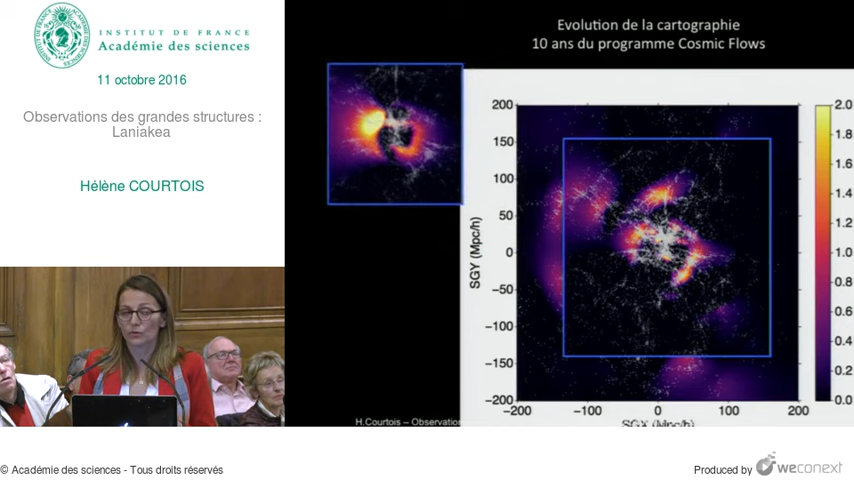 INSTITUT DE FRANCE
Académie des sciences
11 octobre 2016
Observations des grandes structures :
Laniakea
Hélène COURTOIS
Evolution de la cartographie
10 ans du programme Cosmic Flows
200
150
100
50
0
−50
−100
−150
−200
SGY (Mpc/h)
−200
−100
0
100
200
SGX (Mpc/h)
2.0
1.8
1.6
1.4
1.2
1.0
0.8
0.6
0.4
0.2
0.0
H.Courtois – Observation
© Académie des sciences - Tous droits réservés
Produced by weconext